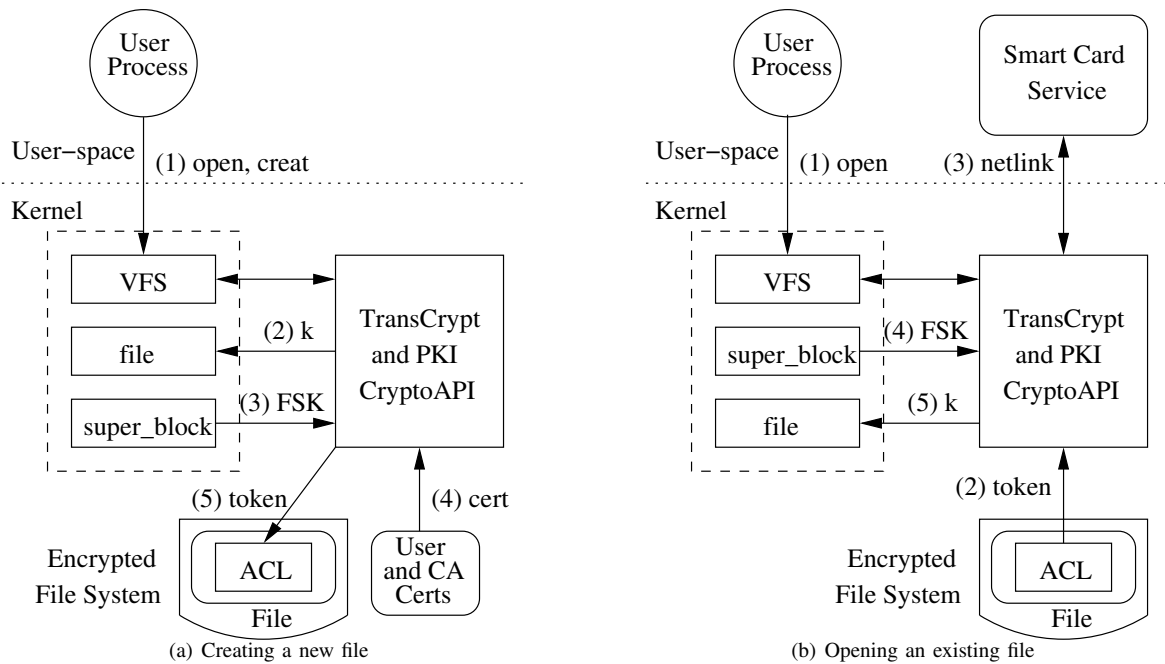 User
Process
User-space
(1) open, creat
Kernel
VFS
(2) k
file
(3) FSK
super_block
TransCrypt
and PKI
CryptoAPI
(5) token
(4) cert
Encrypted
File System
ACL
File
User
and CA
Certs
(a) Creating a new file
User
Process
Smart Card
Service
User-space
(1) open
(3) netlink
Kernel
VFS
(4) FSK
super_block
(5) k
file
TransCrypt
and PKI
CryptoAPI
(2) token
Encrypted
File System
ACL
File
(b) Opening an existing file